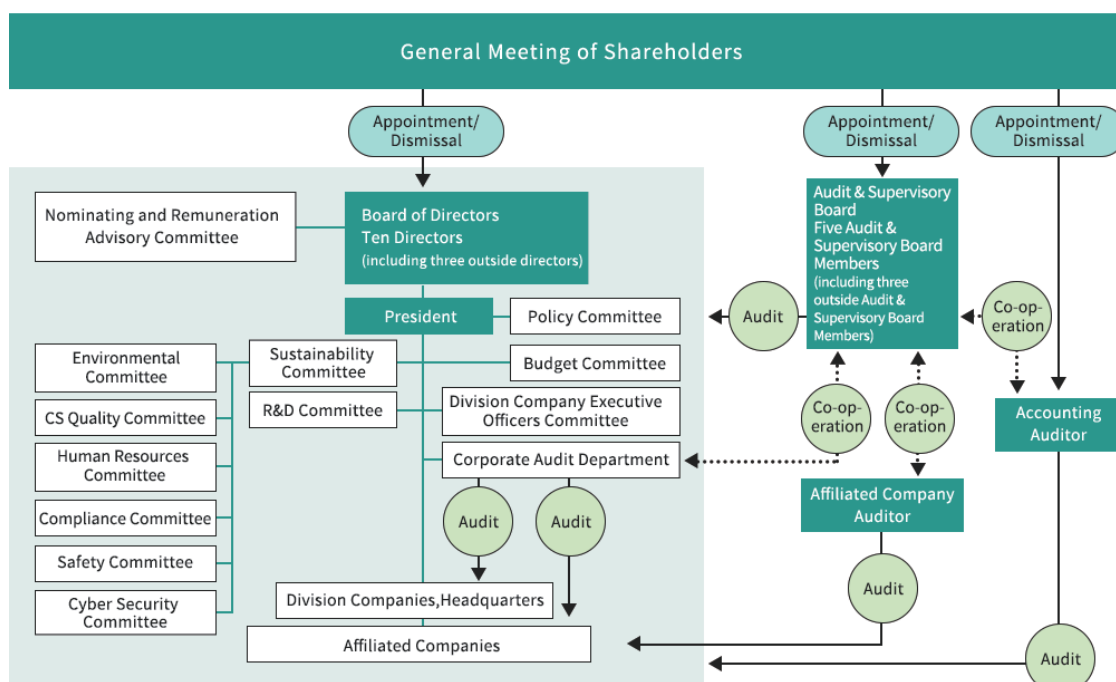 General Meeting of Shareholders
Appointment/
Dismissal
Appointment/
Dismissal
Appointment/
Dismissal
Nominating and Remuneration
Advisory Committee
Board of Directors
Ten Directors
(including three outside directors)
Audit & Supervisory
Board
Five Audit &
Supervisory Board
Members
(including three
outside Audit &
Supervisory Board
Members)
President
Policy Committee
Audit
Co-op-
eration
Environmental
Committee
Sustainability
Committee
Budget Committee
CS Quality Committee
R&D Committee
Division Company Executive
Officers Committee
Co-op-
eration
Co-op-
eration
Accounting
Auditor
Human Resources
Committee
Corporate Audit Department
Compliance Committee
Audit
Audit
Affiliated Company
Auditor
Safety Committee
Cyber Security
Committee
Division Companies,Headquarters
Audit
Affiliated Companies
Audit